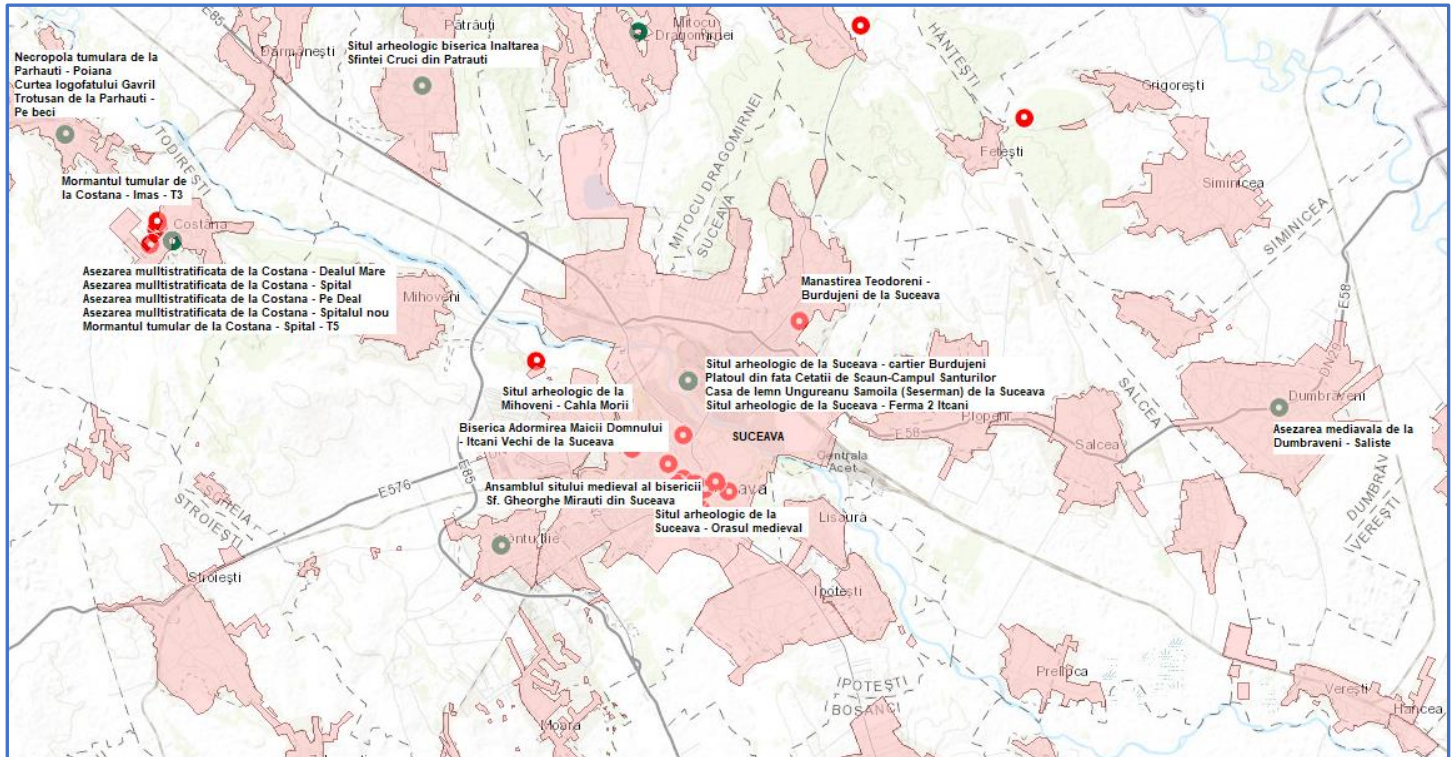 E85
Pătrăuți
Dărmănești
Mitocu
Dragomirnei
HĂNȚEȘTI
Necropola tumulara de la
Parhauti - Poiana
Curtea logofatului Gavril
Trotusan de la Parhauti -
Pe beci
Situl arheologic biserica Inaltarea
Sfintei Cruci din Patrauti
Grigorești
TODIREȘTI
Fetești
Siminicea
Mormantul tumular de
la Costana - Imas - T3
Costâna
MITOCU DRAGOMIRNEI
SUCEAVA
SIMINICEA
Asezarea mulltistratificata de la Costana - Dealul Mare
Asezarea mulltistratificata de la Costana - Spital
Asezarea mulltistratificata de la Costana - Pe Deal
Asezarea mulltistratificata de la Costana - Spitalul nou
Mormantul tumular de la Costana - Spital - T5
Mihoveni
Manastirea Teodoreni -
Burdujeni de la Suceava
E58
Situl arheologic de la Suceava - cartier Burdujeni
Platoul din fata Cetatii de Scaun-Campul Santurilor
Casa de lemn Ungureanu Samoila (Seserman) de la Suceava
Situl arheologic de la Suceava - Ferma 2 Itcani
Situl arheologic de la
Mihoveni - Cahla Morii
SALCEA
DN29
Dumbrăveni
Asezarea mediavala de la
Dumbraveni - Saliste
Biserica Adormirea Maicii Domnului
- Itcani Vechi de la Suceava
SUCEAVA
E58
Plopeni
Salcea
Centrala
Acet
E85
E576
ȘCHEIA
STROIEȘTI
Ansamblul sitului medieval al bisericii
Sf. Gheorghe Mirauti din Suceava
Situl arheologic de la
Suceava - Orasul medieval
Lisaura
DUMBRĂV
VEREȘTI
Stroiești
Ipotești
Prelipca
IPOTEȘTI
BOSANCI
Verești
Hancea
Moara